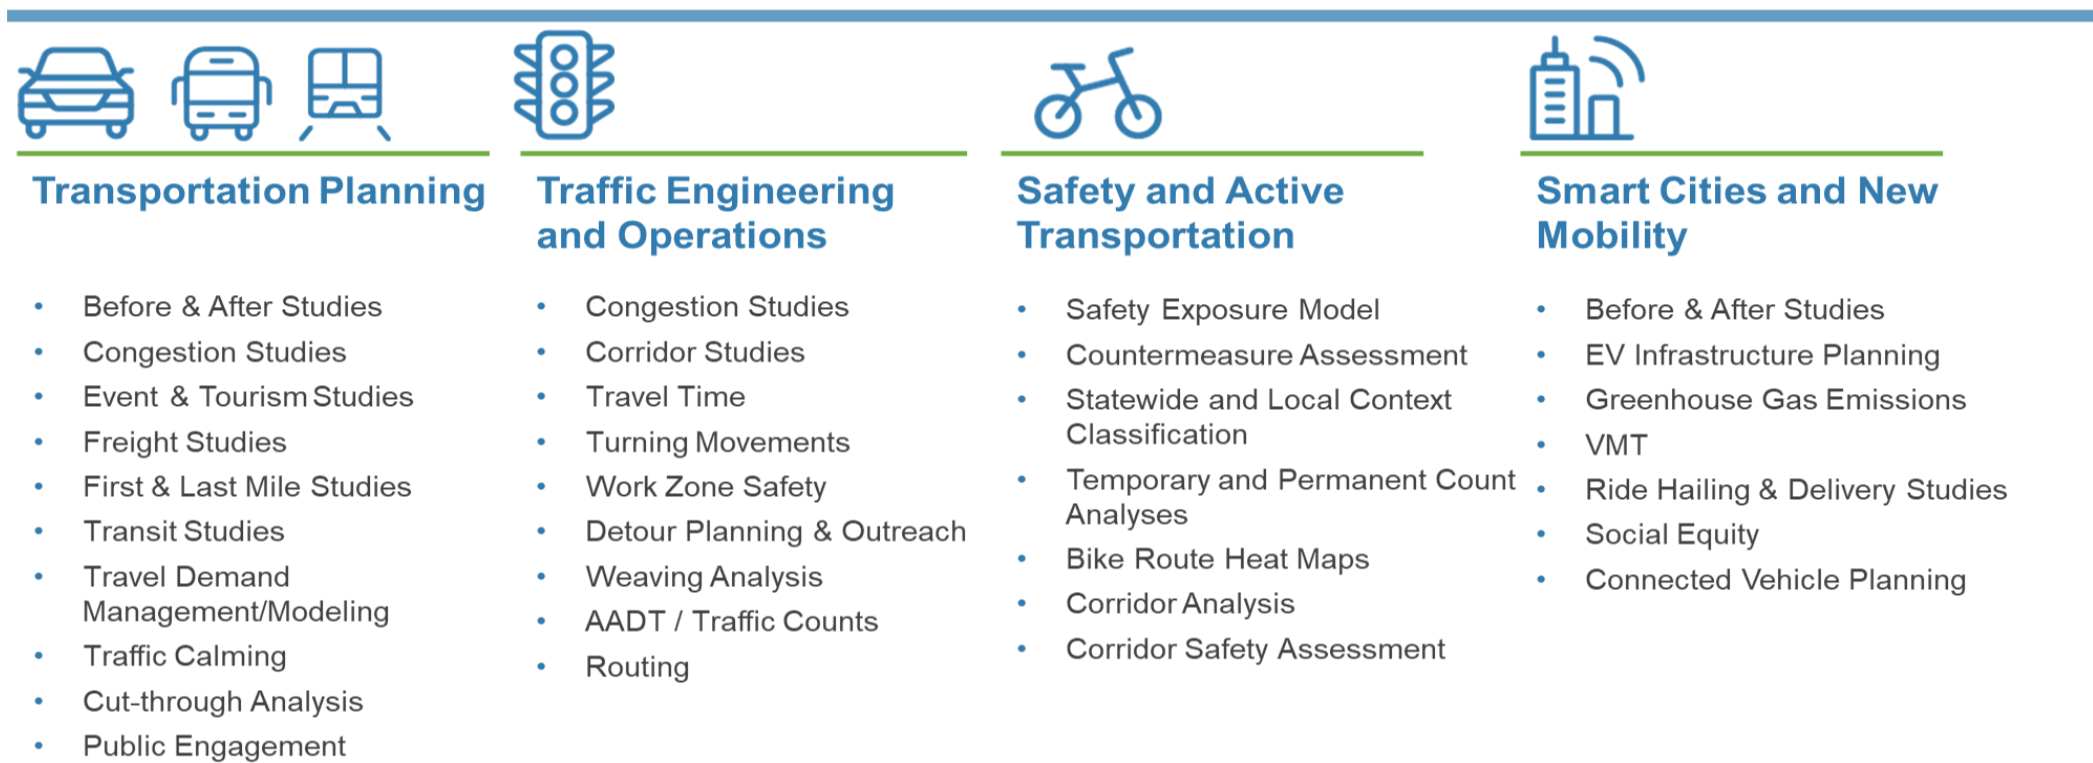 Transportation Planning
• Before & After Studies
• Congestion Studies
• Event & Tourism Studies
• Freight Studies
• First & Last Mile Studies
• Transit Studies
• Travel Demand
Management/Modeling
• Traffic Calming
• Cut-through Analysis
• Public Engagement
Traffic Engineering
and Operations
• Congestion Studies
• Corridor Studies
• Travel Time
• Turning Movements
• Work Zone Safety
• Detour Planning & Outreach
• Weaving Analysis
• AADT / Traffic Counts
• Routing
Safety and Active
Transportation
• Safety Exposure Model
• Countermeasure Assessment
• Statewide and Local Context
Classification
• Temporary and Permanent Count
Analyses
• Bike Route Heat Maps
• Corridor Analysis
• Corridor Safety Assessment
Smart Cities and New
Mobility
• Before & After Studies
• EV Infrastructure Planning
• Greenhouse Gas Emissions
• VMT
• Ride Hailing & Delivery Studies
• Social Equity
• Connected Vehicle Planning